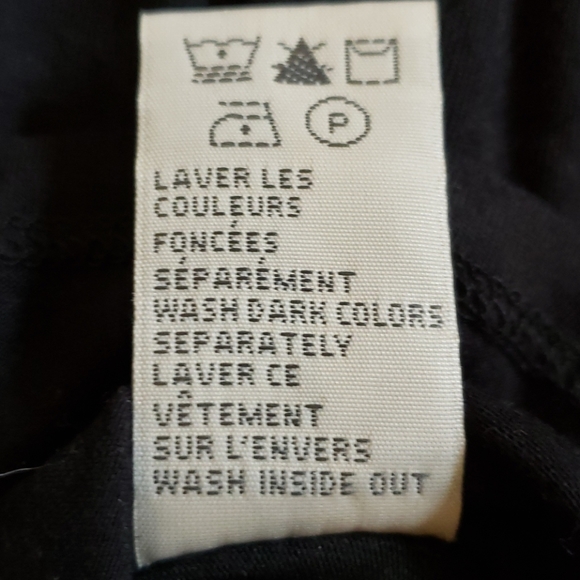 P
LAVER LES
COULEURS
FONCÉES
SÉPARÉMENT
WASH DARK COLORS
SEPARATELY
LAVER CE
VÊTEMENT
SUR L'ENVERS
WASH INSIDE OUT